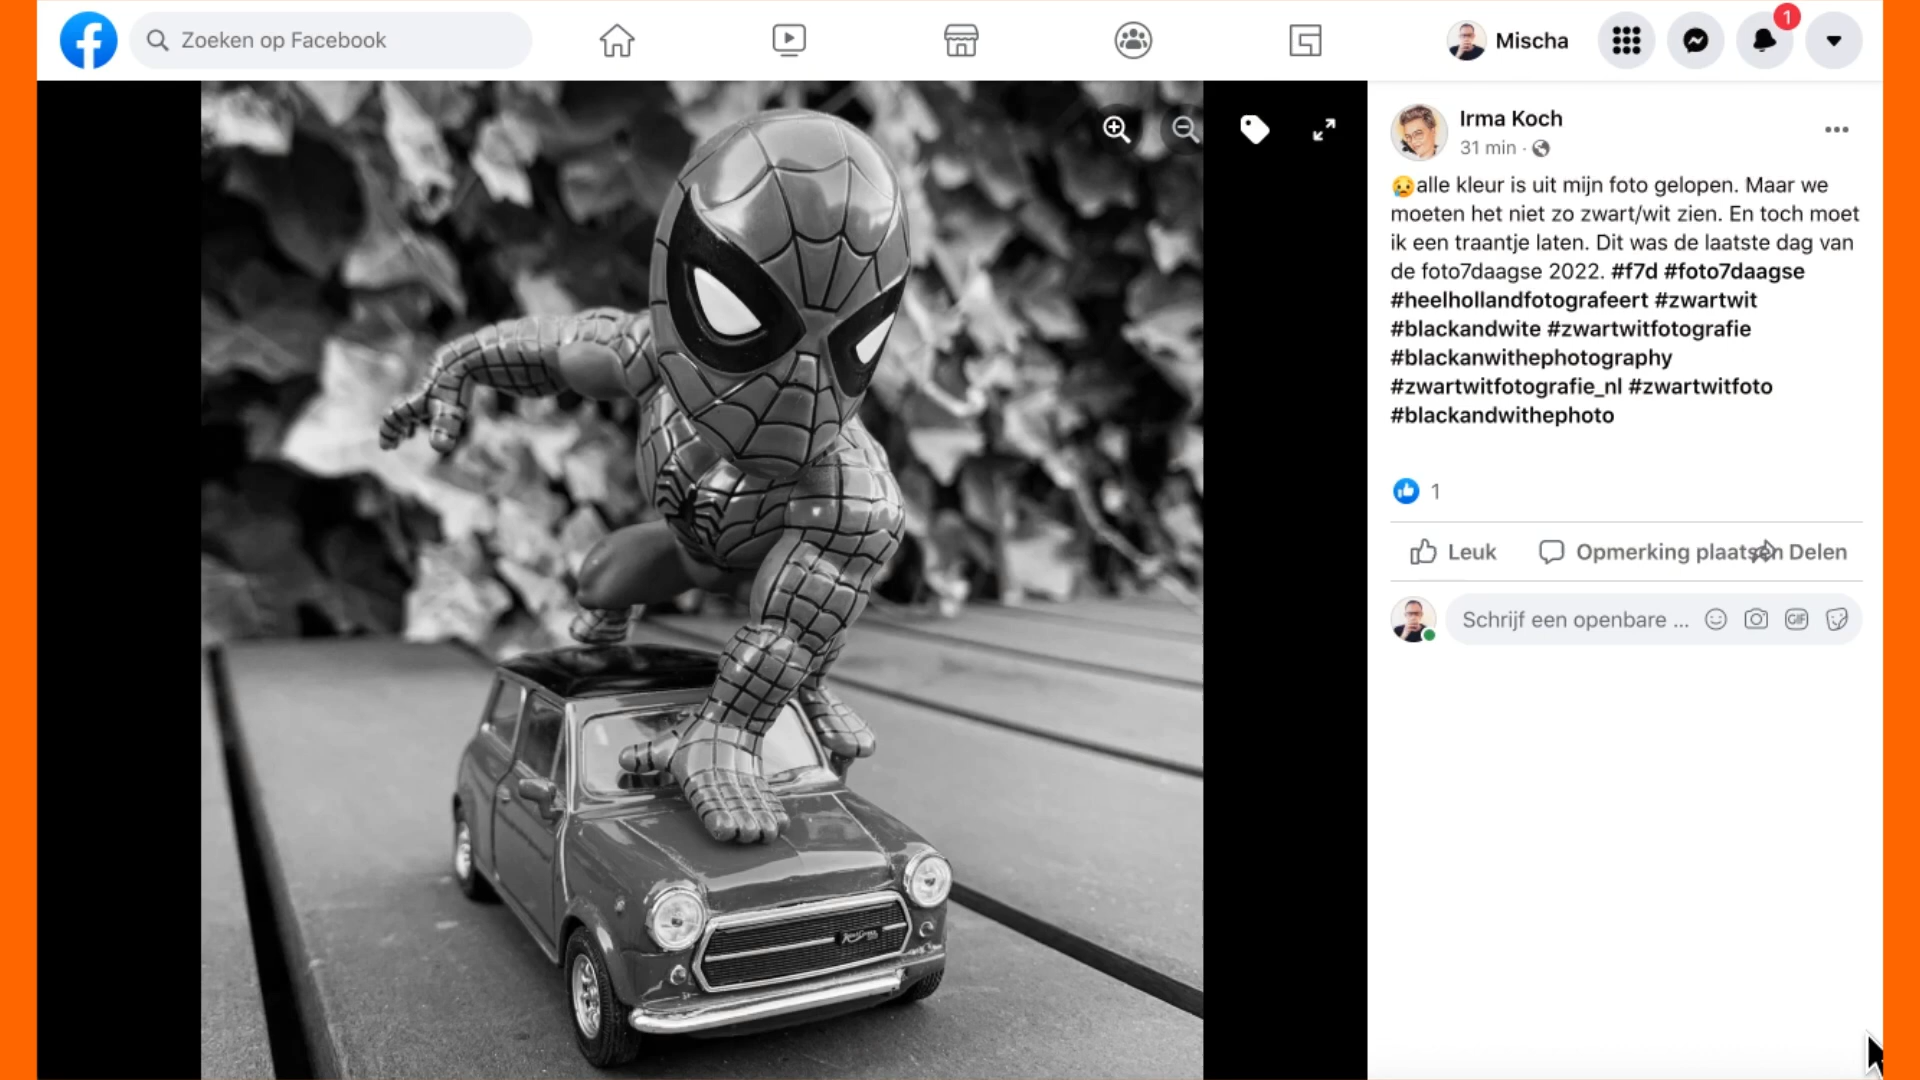 Zoeken op Facebook
Mischa
1
Irma Koch
31 min ·
😢alle kleur is uit mijn foto gelopen. Maar we
moeten het niet zo zwart/wit zien. En toch moet
ik een traantje laten. Dit was de laatste dag van
de foto7daagse 2022. #f7d #foto7daagse
#heelhollandfotografeert #zwartwit
#blackandwite #zwartwitfotografie
#blackanwithephotography
#zwartwitfotografie_nl #zwartwitfoto
#blackandwithephoto
1
Leuk Opmerking plaatsen Delen
Schrijf een openbare ... GIF